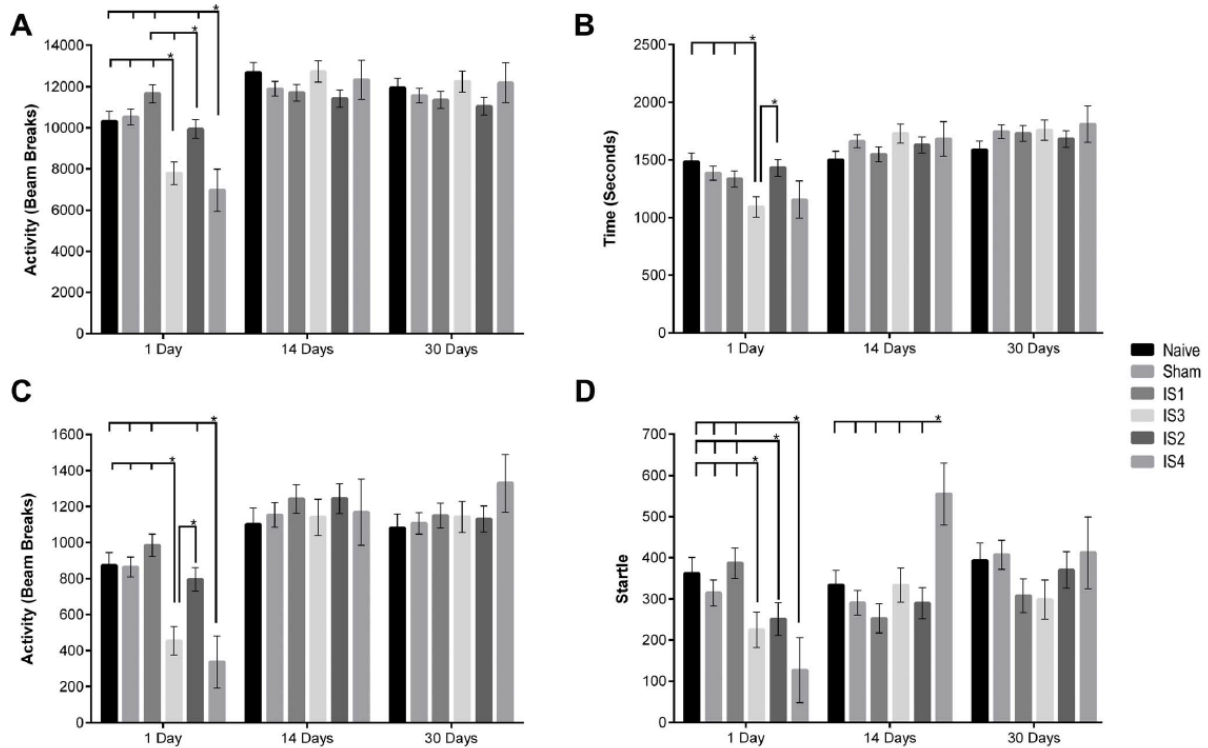 A
Activity (Beam Breaks)
14000
12000
10000
8000
6000
4000
2000
0
* * *
1 Day 14 Days 30 Days
B
Time (Seconds)
2500
2000
1500
1000
500
0
* *
1 Day 14 Days 30 Days
C
Activity (Beam Breaks)
1600
1400
1200
1000
800
600
400
200
0
* * *
1 Day 14 Days 30 Days
D
Startle
700
600
500
400
300
200
100
0
* * * *
1 Day 14 Days 30 Days
Naive
Sham
IS1
IS3
IS2
IS4